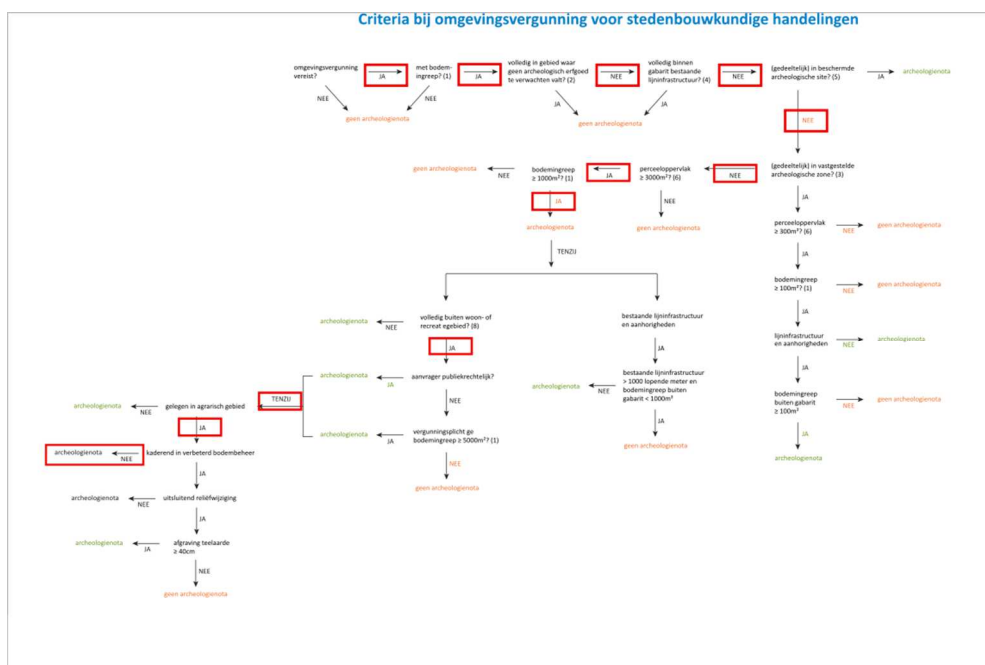 Criteria bij omgevingsvergunning voor stedenbouwkundige handelingen
omgevingsvergunning
vereist?
JA
met bodem-
ingreep? (1)
JA
volledig in gebied waar
geen archeologisch erfgoed
te verwachten valt? (2)
NEE
volledig binnen
gabarit bestaande
lijninfrastructuur? (4)
NEE
(gedeeltelijk) in beschermde
archeologische site? (5)
JA
archeologienota
NEE
NEE
JA
JA
geen archeologienota
geen archeologienota
NEE
geen archeologienota
NEE
bodemingreep
≥ 1000m²? (1)
JA
perceeloppervlak
≥ 3000m²? (6)
NEE
(gedeeltelijk) in vastgestelde
archeologische zone? (3)
JA
NEE
JA
archeologienota
geen archeologienota
perceeloppervlak
≥ 300m²? (6)
NEE
geen archeologienota
TENZIJ
JA
bodemingreep
≥ 100m²? (1)
NEE
geen archeologienota
JA
archeologienota
NEE
volledig buiten woon- of
recreat egebied? (8)
bestaande lijninfrastructuur
en aanhorigheden
lijninfrastructuur
en aanhorigheden
NEE
archeologienota
JA
JA
JA
archeologienota
JA
aanvrager publiekrechtelijk?
archeologienota
NEE
bestaande lijninfrastructuur
> 1000 lopende meter en
bodemingreep buiten
gabarit < 1000m²
bodemingreep
buiten gabarit
≥ 100m²
NEE
geen archeologienota
archeologienota
NEE
gelegen in agrarisch gebied
TENZIJ
NEE
JA
JA
JA
archeologienota
JA
vergunningsplicht ge
bodemingreep ≥ 5000m²? (1)
geen archeologienota
archeologienota
archeologienota
NEE
kaderend in verbeterd bodembeheer
NEE
JA
geen archeologienota
archeologienota
NEE
uitsluitend reliëfwijziging
JA
archeologienota
JA
afgraving teelaarde
≥ 40cm
NEE
geen archeologienota